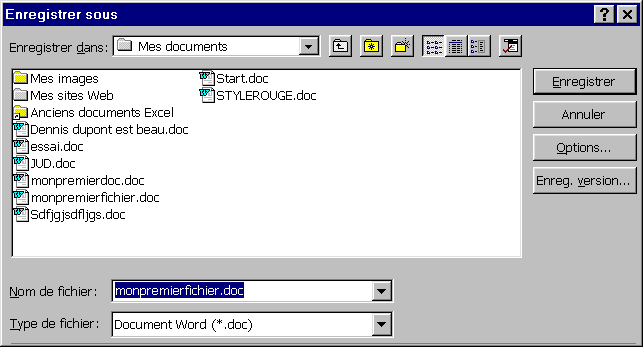 Enregistrer sous
Enregistrer dans: Mes documents
Mes images
Mes sites Web
Anciens documents Excel
Dennis dupont est beau.doc
essai.doc
JUD.doc
monpremierdoc.doc
monpremierfichier.doc
Sdfjgjsdfljgs.doc
Start.doc
STYLEROUGE.doc
Enregistrer
Annuler
Options...
Enreg. version...
Nom de fichier: monpremierfichier.doc
Type de fichier: Document Word (*.doc)